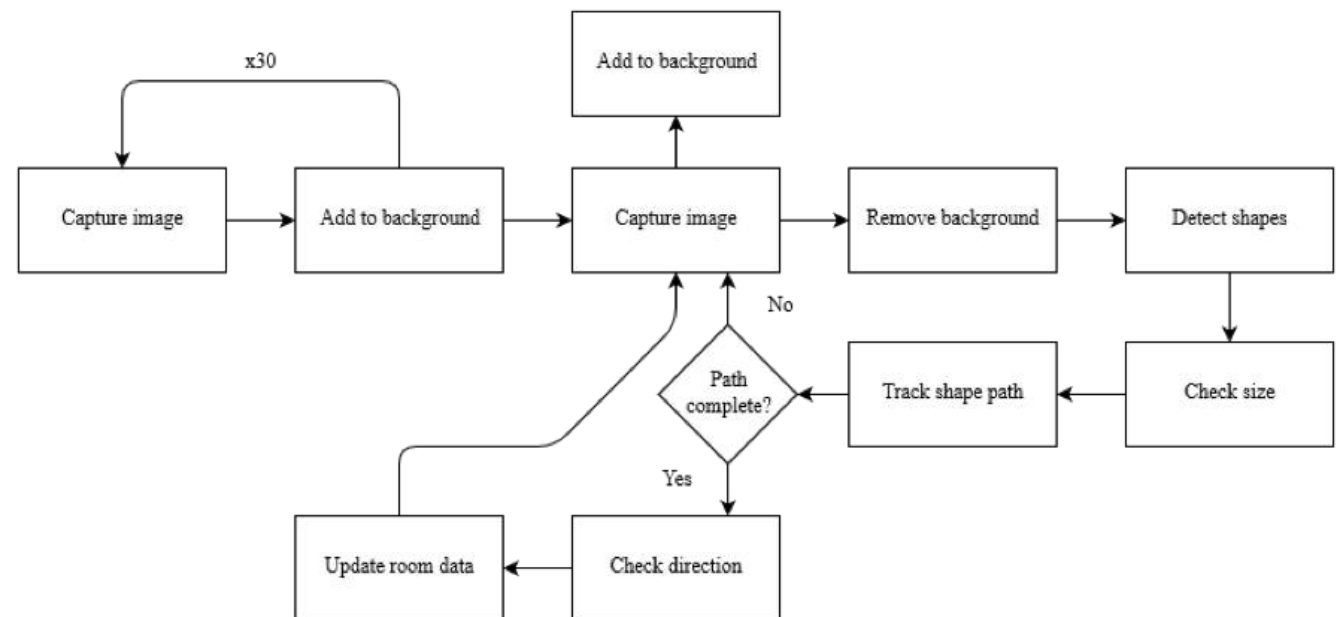 x30
Add to background
Capture image
Add to background
Capture image
Remove background
Detect shapes
No
Path
complete?
Track shape path
Check size
Yes
Update room data
Check direction